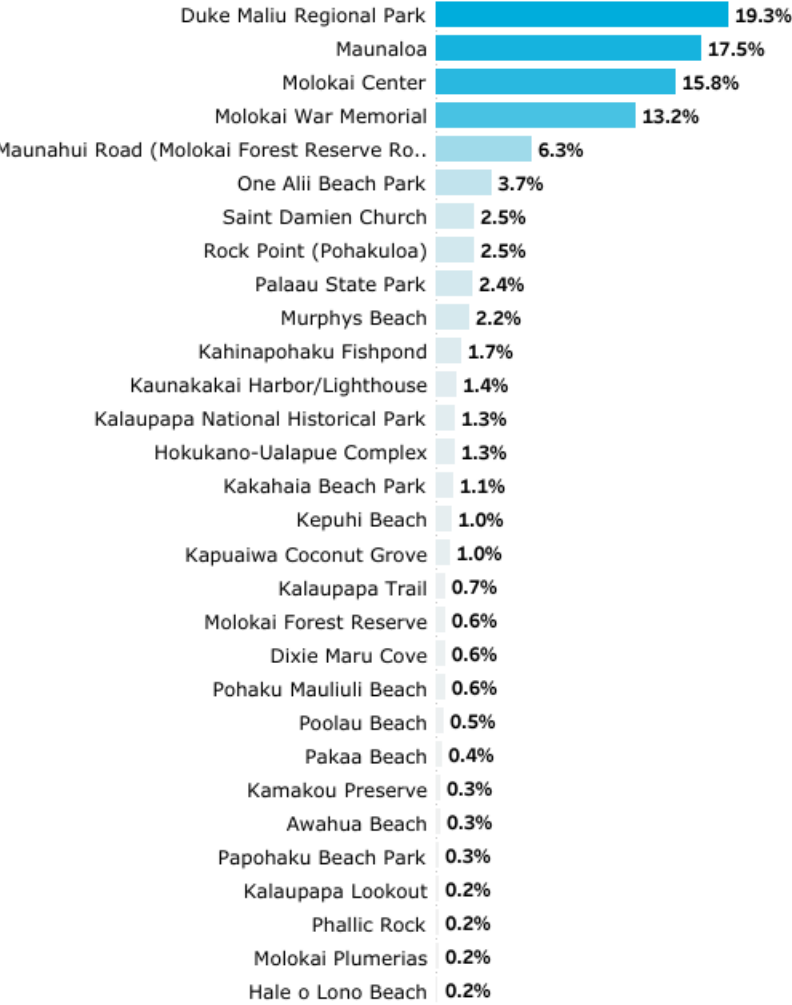 Duke Maliu Regional Park 19.3%
Maunaloa 17.5%
Molokai Center 15.8%
Molokai War Memorial 13.2%
Maunahui Road (Molokai Forest Reserve Ro.. 6.3%
One Alii Beach Park 3.7%
Saint Damien Church 2.5%
Rock Point (Pohakuloa) 2.5%
Palaau State Park 2.4%
Murphys Beach 2.2%
Kahinapohaku Fishpond 1.7%
Kaunakakai Harbor/Lighthouse 1.4%
Kalaupapa National Historical Park 1.3%
Hokukano-Ualapue Complex 1.3%
Kakahaia Beach Park 1.1%
Kepuhi Beach 1.0%
Kapuaiwa Coconut Grove 1.0%
Kalaupapa Trail 0.7%
Molokai Forest Reserve 0.6%
Dixie Maru Cove 0.6%
Pohaku Mauliuli Beach 0.6%
Poolau Beach 0.5%
Pakaa Beach 0.4%
Kamakou Preserve 0.3%
Awahua Beach 0.3%
Papohaku Beach Park 0.3%
Kalaupapa Lookout 0.2%
Phallic Rock 0.2%
Molokai Plumerias 0.2%
Hale o Lono Beach 0.2%